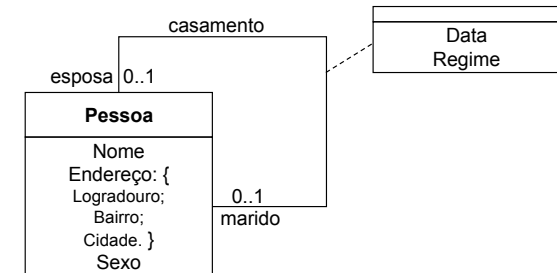 casamento
Data
Regime
esposa 0..1
Pessoa
Nome
Endereço: {
Logradouro;
Bairro;
Cidade. }
Sexo
0..1
marido